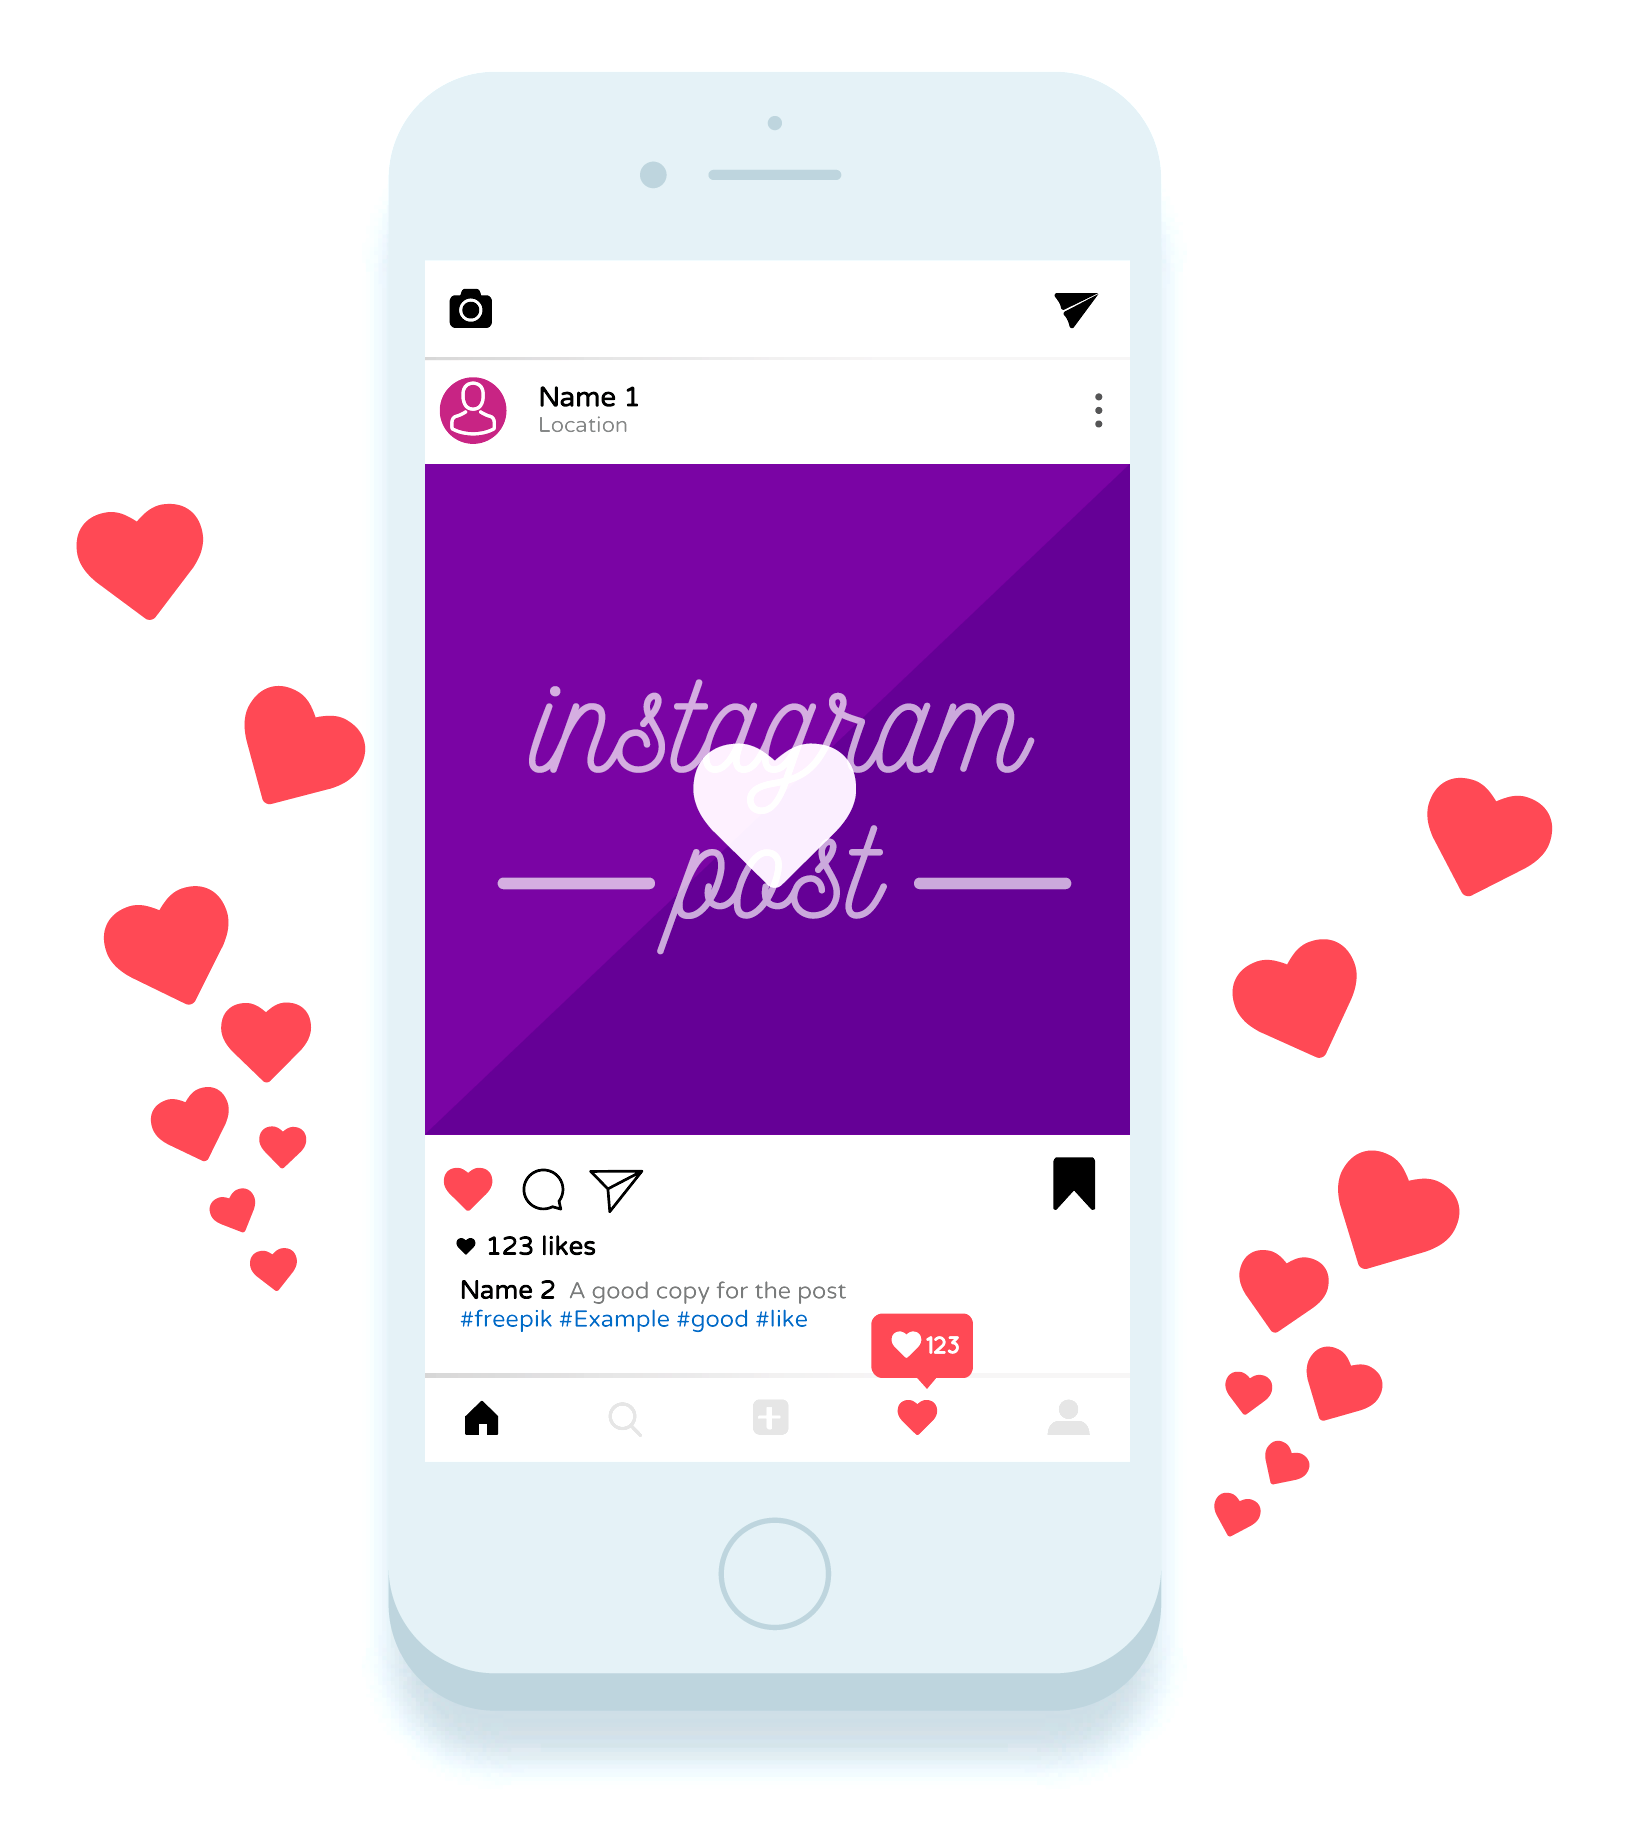 Name 1
Location
instagram
post
123 likes
Name 2 A good copy for the post
#freepik #Example #good #like
123